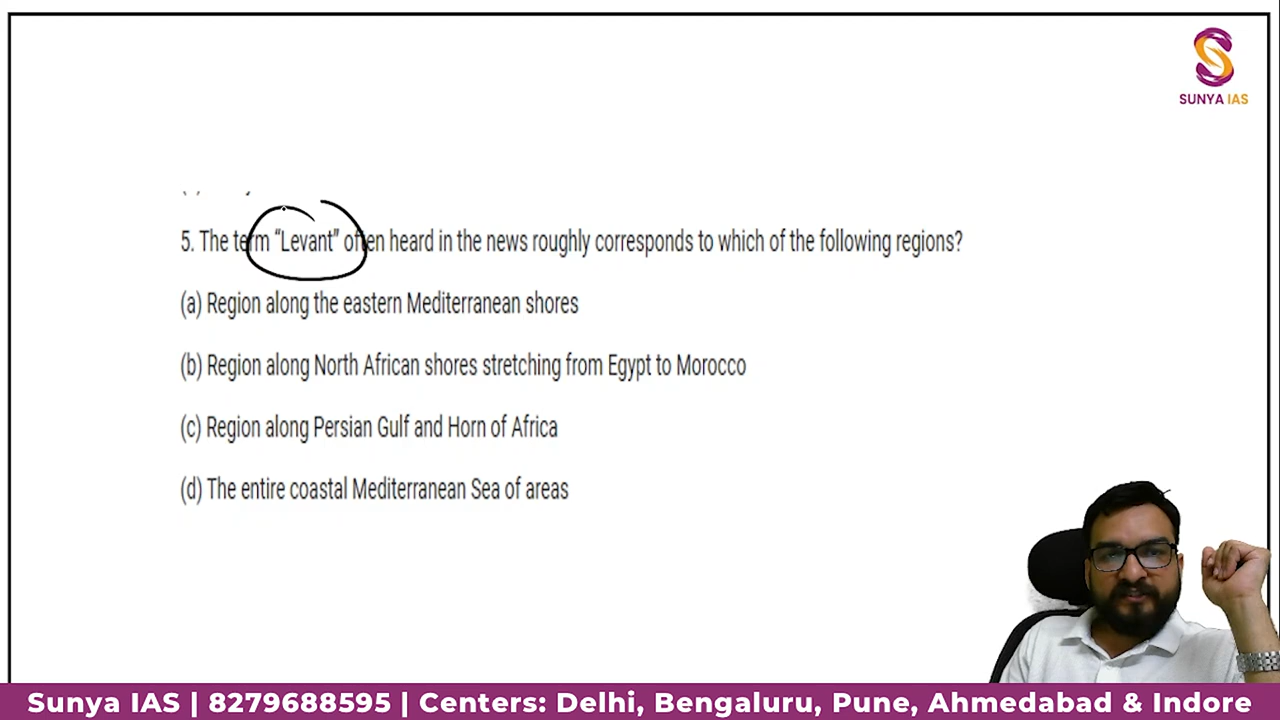 SUNYA IAS
5. The term “Levant” often heard in the news roughly corresponds to which of the following regions?
(a) Region along the eastern Mediterranean shores
(b) Region along North African shores stretching from Egypt to Morocco
(c) Region along Persian Gulf and Horn of Africa
(d) The entire coastal Mediterranean Sea of areas
Sunya IAS | 8279688595 | Centers: Delhi, Bengaluru, Pune, Ahmedabad & Indore